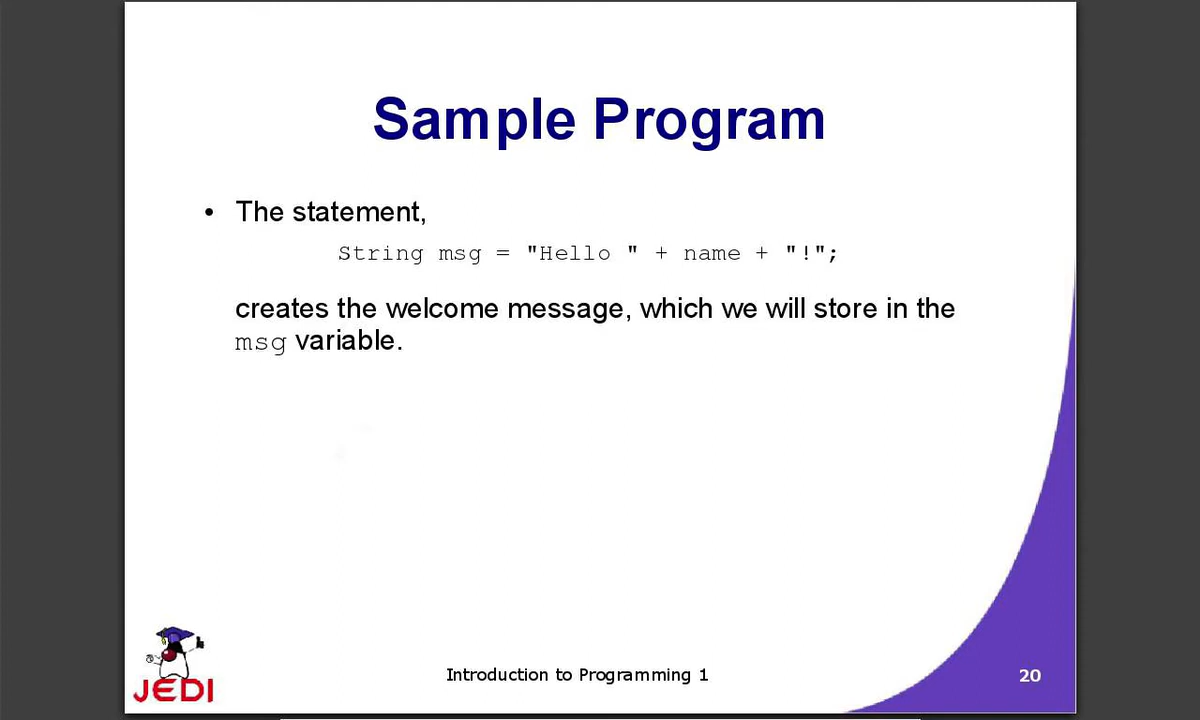 Sample Program
• The statement,
String msg = "Hello " + name + "!";
creates the welcome message, which we will store in the
msg variable.
JEDI
Introduction to Programming 1
20